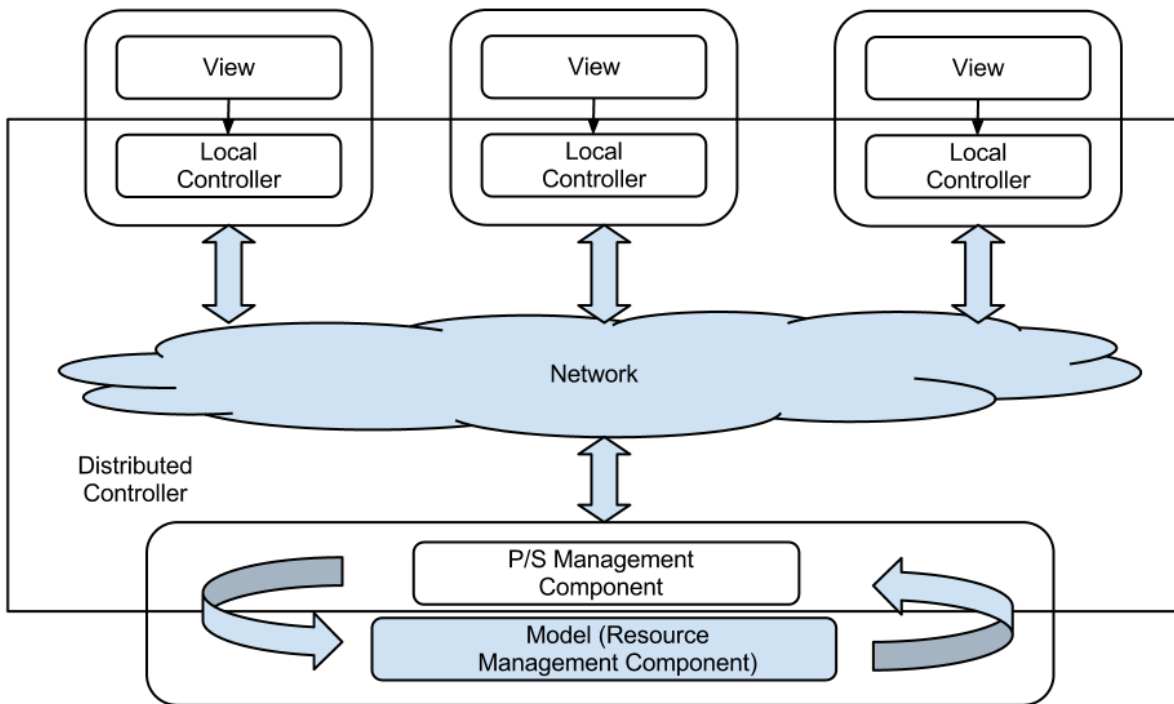 View
View
View
Local
Controller
Local
Controller
Local
Controller
Network
Distributed
Controller
P/S Management
Component
Model (Resource
Management Component)